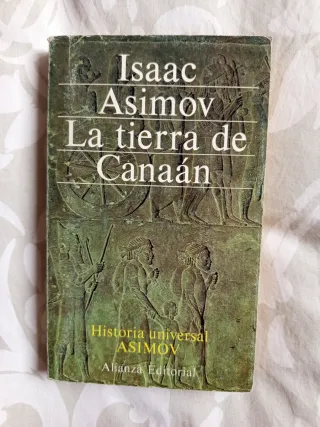 Isaac
Asimov
La tierra de
Canaán
Historia universal
ASIMOV
Alianza Editorial